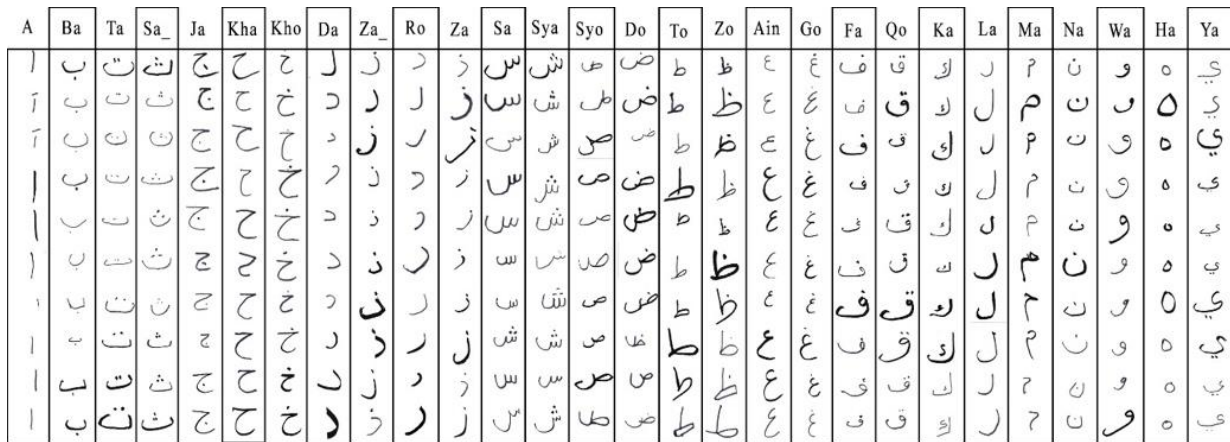 A Ba Ta Sa_ Ja Kha Kho Da Za_ Ro Za Sa Sya Syo Do To Zo Ain Go Fa Qo Ka La Ma Na Wa Ha Ya
ا ب ت ث ج ح خ د ذ ر ز س ش ص ض ط ظ ع غ ف ق ك ل م ن و ه ي
آ ب ت ث ج ح خ د ذ ر ز س ش ص ض ط ظ ع غ ف ق ك ل م ن و ه ي
آ ب ت ث ج ح خ د ذ ر ز س ش ص ض ط ظ ع غ ف ق ك ل م ن و ه ي
ا ب ت ث ج ح خ د ذ ر ز س ش ص ض ط ظ ع غ ف ق ك ل م ن و ه ي
ا ب ت ث ج ح خ د ذ ر ز س ش ص ض ط ظ ع غ ف ق ك ل م ن و ه ي
ا ب ت ث ج ح خ د ذ ر ز س ش ص ض ط ظ ع غ ف ق ك ل م ن و ه ي
ا ب ت ث ج ح خ د ذ ر ز س ش ص ض ط ظ ع غ ف ق ك ل م ن و ه ي
ا ب ت ث ج ح خ د ذ ر ز ش ش ص ض ط ظ ع غ ف ق ك ل م ن و ه ي
ا ب ت ث ج ح خ د ذ ر ز س س ص ص ط ظ ع غ ف ق ك ل م ن و ه ي
ا ب ت ث ج ح خ د ذ ر ز س ش ص ض ط ظ ع غ ف ق ك ل م ن و ه ي